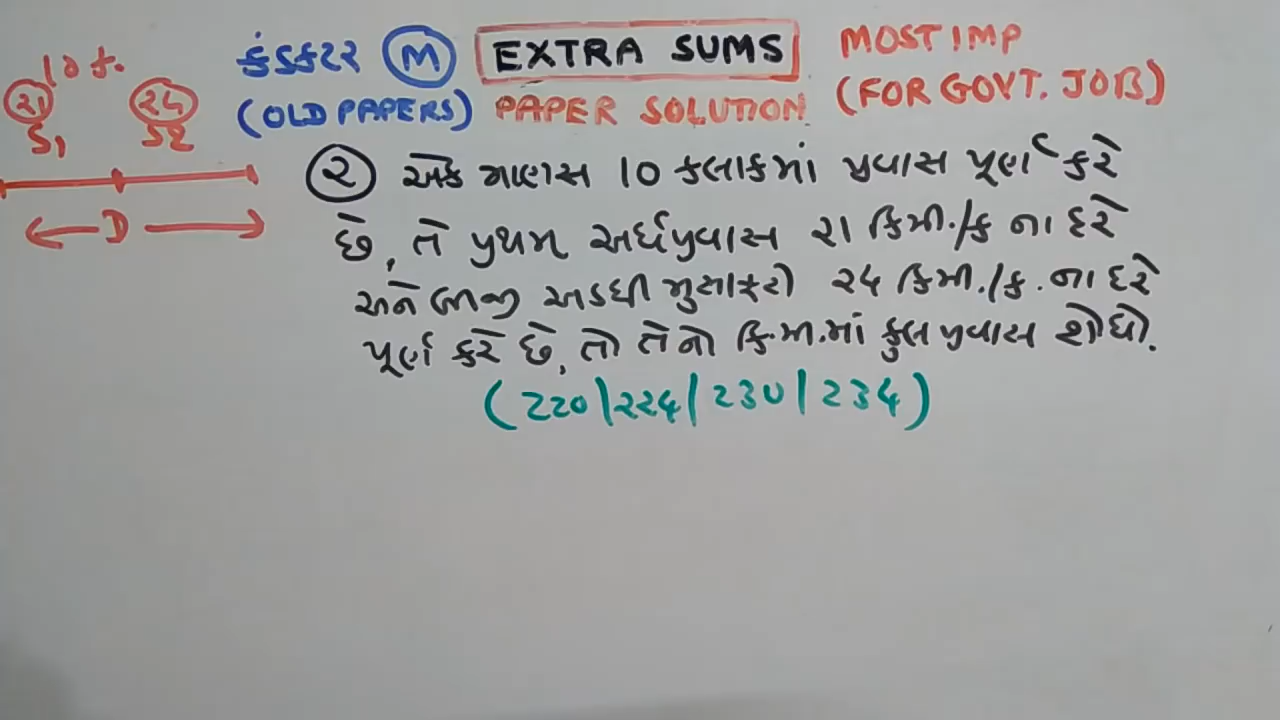 કંડકટર (M) EXTRA SUMS MOST IMP
(OLD PAPERS) PAPER SOLUTION (FOR GOVT. JOB)
10 ક.
૨૧ ૨૪
S1 S2
D
૨ એક માણસ 10 કલાકમાં પ્રવાસ પૂર્ણ કરે
છે, તે પ્રથમ અર્ધપ્રવાસ ૨૧ કિમી./ક ના દરે
અને બીજી અડધી મુસાફરી ૨૪ કિમી./ક. ના દરે
પૂર્ણ કરે છે, તો તેનો કિ.મી.માં કુલ પ્રવાસ શોધો.
(૨૨૦|૨૨૪|૨૩૦|૨૩૪)